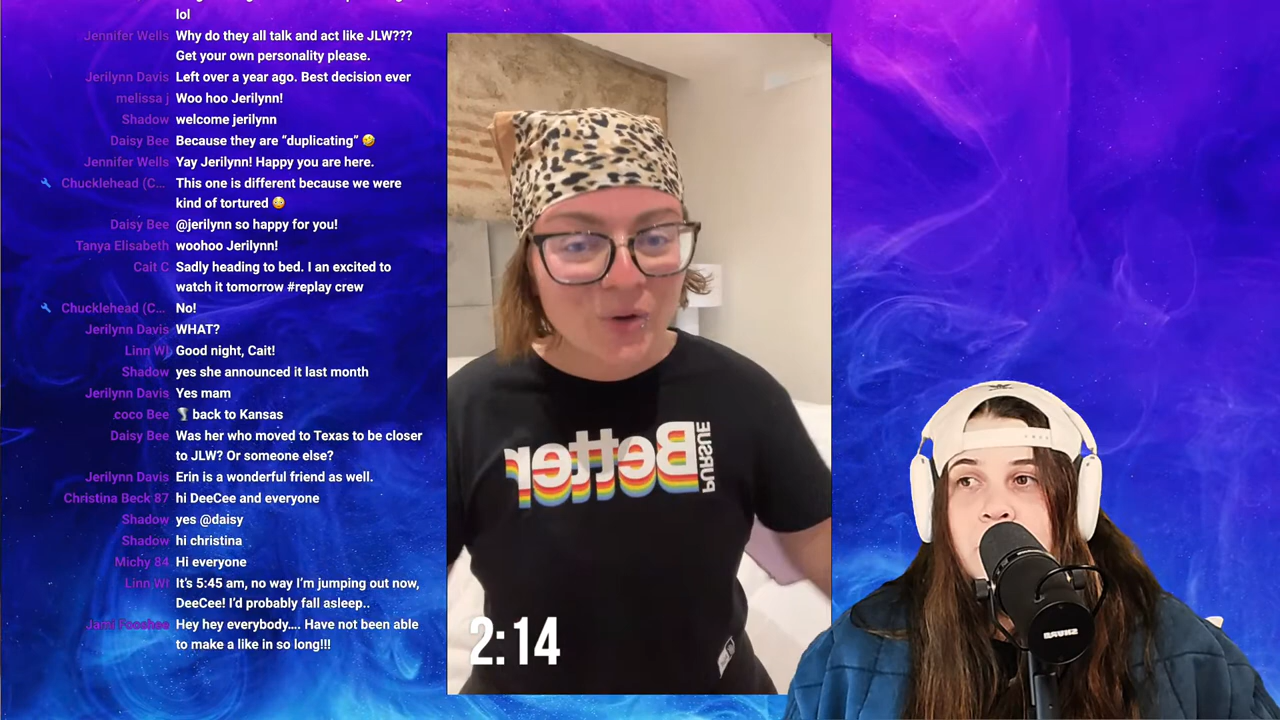 lol
Jennifer Wells Why do they all talk and act like JLW???
Get your own personality please.
Jerilynn Davis Left over a year ago. Best decision ever
melissa j Woo hoo Jerilynn!
Shadow welcome jerilynn
Daisy Bee Because they are “duplicating” 🤣
Jennifer Wells Yay Jerilynn! Happy you are here.
Chucklehead (C... This one is different because we were
kind of tortured 😳
Daisy Bee @jerilynn so happy for you!
Tanya Elisabeth woohoo Jerilynn!
Cait C Sadly heading to bed. I an excited to
watch it tomorrow #replay crew
Chucklehead (C... No!
Jerilynn Davis WHAT?
Linn Wf Good night, Cait!
Shadow yes she announced it last month
Jerilynn Davis Yes mam
coco Bee 🌪 back to Kansas
Daisy Bee Was her who moved to Texas to be closer
to JLW? Or someone else?
Jerilynn Davis Erin is a wonderful friend as well.
Christina Beck 87 hi DeeCee and everyone
Shadow yes @daisy
Shadow hi christina
Michy 84 Hi everyone
Linn Wf It’s 5:45 am, no way I’m jumping out now,
DeeCee! I’d probably fall asleep..
Jami Fooshee Hey hey everybody.... Have not been able
to make a like in so long!!!
PURSUE
Better
2:14
SHURE